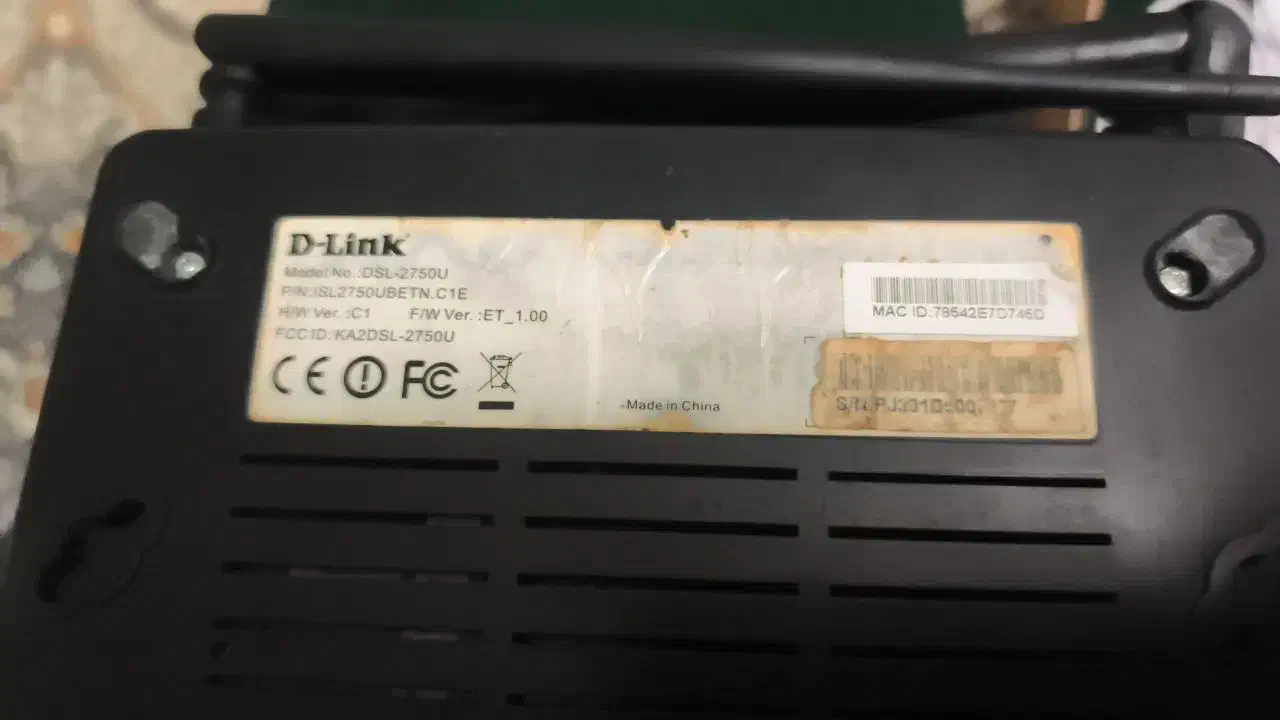 D-Link
Model No.:DSL-2750U
P/N:ISL2750UBETN.C1E
H/W Ver. :C1 F/W Ver. :ET_1.00
FCC ID:KA2DSL-2750U
CE FC
Made in China
MAC ID:78542E7D745D
S/N: